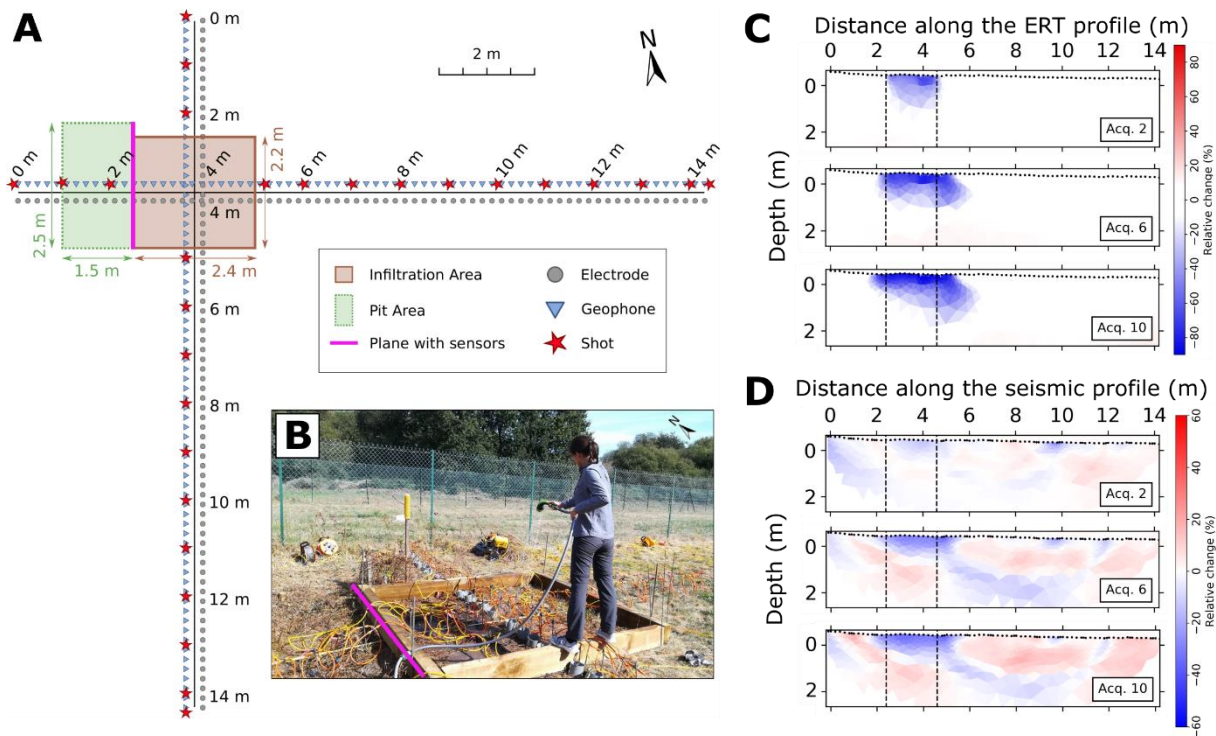 A
0 m
2 m
4 m
6 m
8 m
10 m
12 m
14 m
2 m
N
0 m
2 m
4 m
6 m
8 m
10 m
12 m
14 m
2.2 m
2.5 m
1.5 m
2.4 m
Infiltration Area
Pit Area
Plane with sensors
Electrode
Geophone
Shot
B
N
C
Distance along the ERT profile (m)
0 2 4 6 8 10 12 14
Depth (m)
0
2
Acq. 2
0
2
Acq. 6
0
2
Acq. 10
80
60
40
20
0
−20
−40
−60
−80
Relative change (%)
D
Distance along the seismic profile (m)
0 2 4 6 8 10 12 14
Depth (m)
0
2
Acq. 2
0
2
Acq. 6
0
2
Acq. 10
60
40
20
0
−20
−40
−60
Relative change (%)